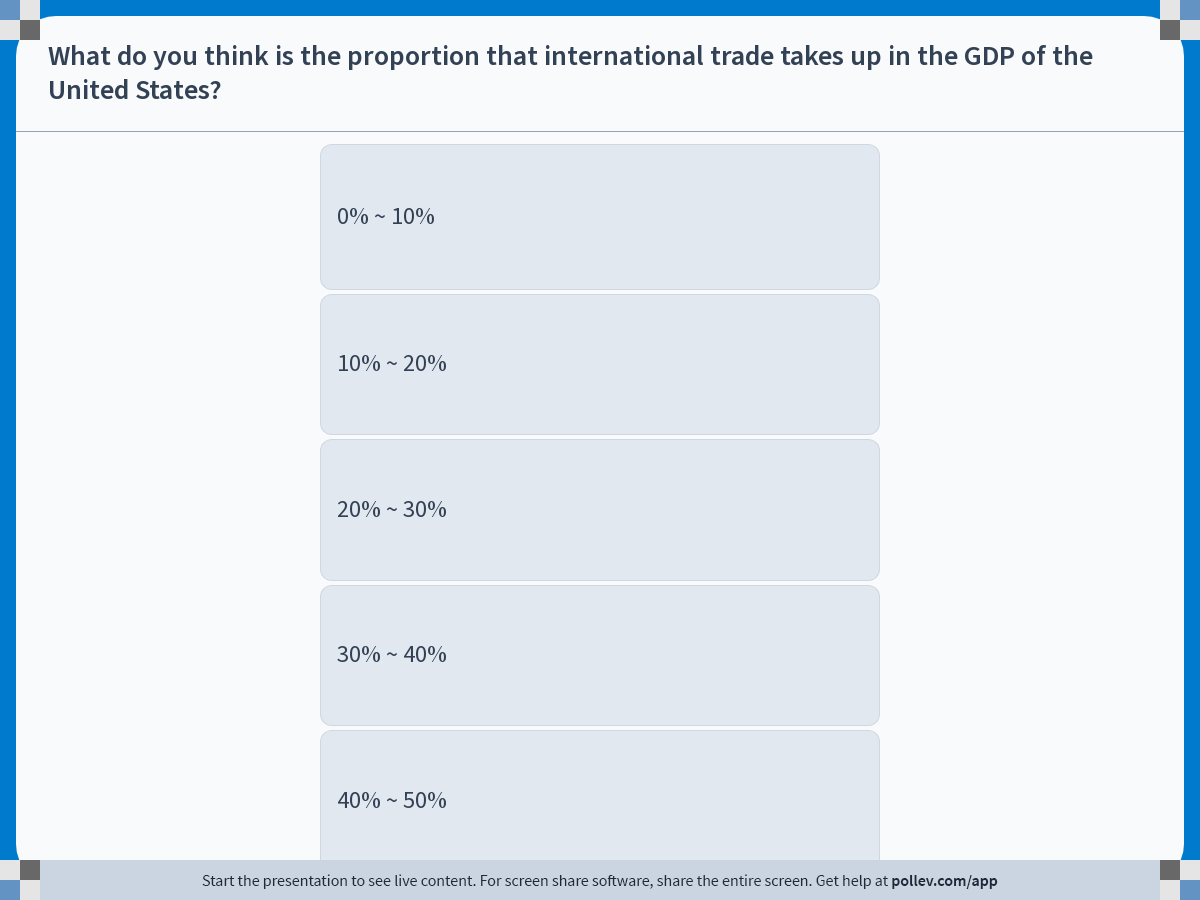 What do you think is the proportion that international trade takes up in the GDP of the
United States?
0% ~ 10%
10% ~ 20%
20% ~ 30%
30% ~ 40%
40% ~ 50%
Start the presentation to see live content. For screen share software, share the entire screen. Get help at pollev.com/app